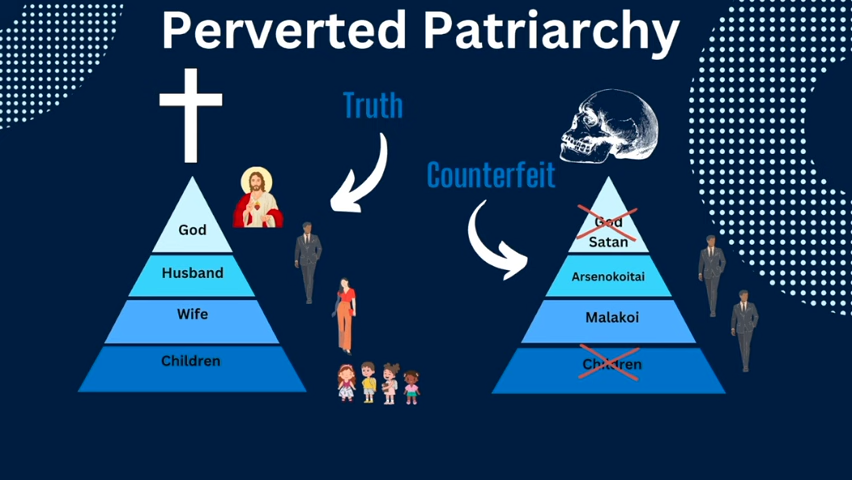 Perverted Patriarchy
Truth
Counterfeit
God
Husband
Wife
Children
God
Satan
Arsenokoitai
Malakoi
Children